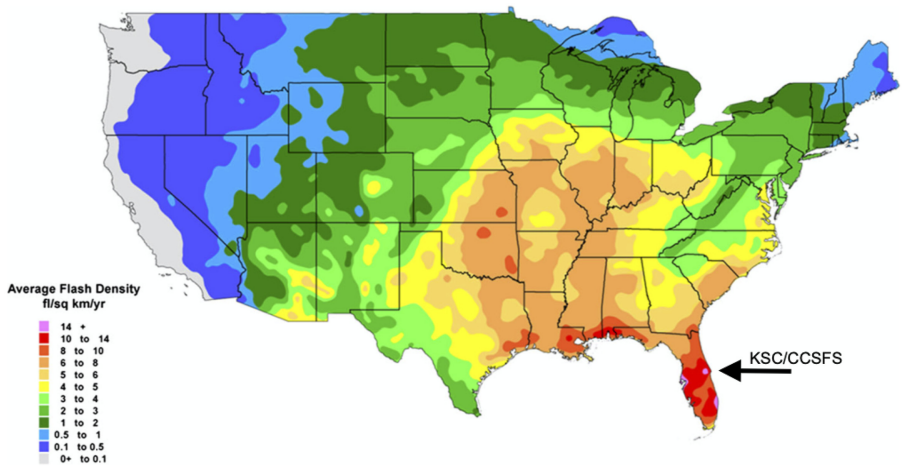 Average Flash Density
fl/sq km/yr
14 +
10 to 14
8 to 10
6 to 8
5 to 6
4 to 5
3 to 4
2 to 3
1 to 2
0.5 to 1
0.1 to 0.5
0+ to 0.1
KSC/CCSFS